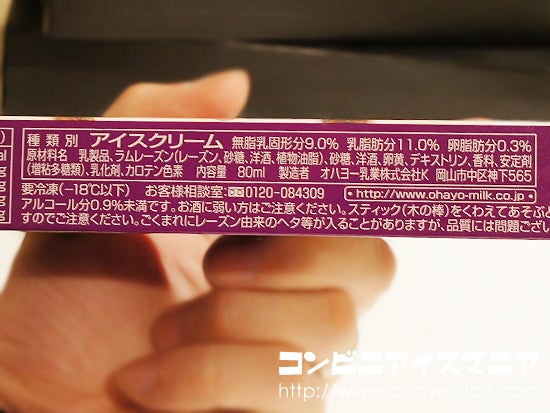 種類別 アイスクリーム 無脂乳固形分9.0% 乳脂肪分11.0% 卵脂肪分0.3%
原材料名 乳製品、ラムレーズン(レーズン、砂糖、洋酒、植物油脂)、砂糖、洋酒、卵黄、デキストリン、香料、安定剤
(増粘多糖類)、乳化剤、カロテン色素 内容量 80ml 製造者 オハヨー乳業株式会社K 岡山市中区神下565
要冷凍(−18℃以下) お客様相談室:0120-084309 http://www.ohayo-milk.co.jp
アルコール分0.9%未満です。お酒に弱い方はご注意ください。スティック(木の棒)をくわえてあそぶと
すのでご注意ください。ごくまれにレーズン由来のヘタ等が入ることがありますが、品質には問題ござい
コンビニアイスマニア
http://www.conveniice.com/